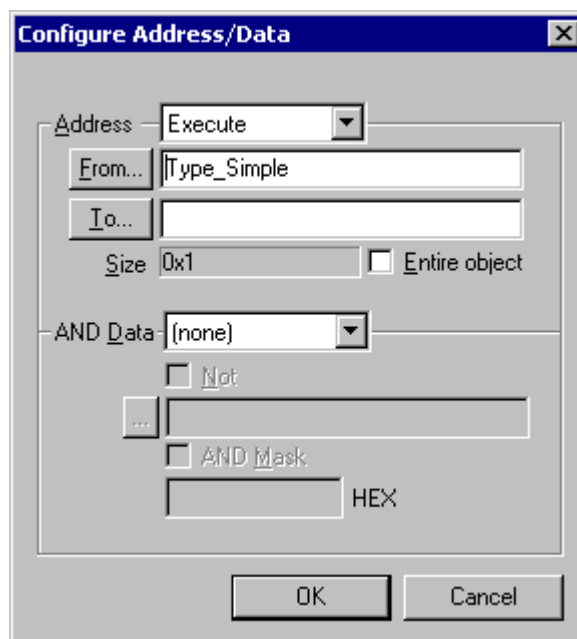 Configure Address/Data
Address Execute
From... Type_Simple
To...
Size 0x1 Entire object
AND Data (none)
Not
...
AND Mask
HEX
OK Cancel